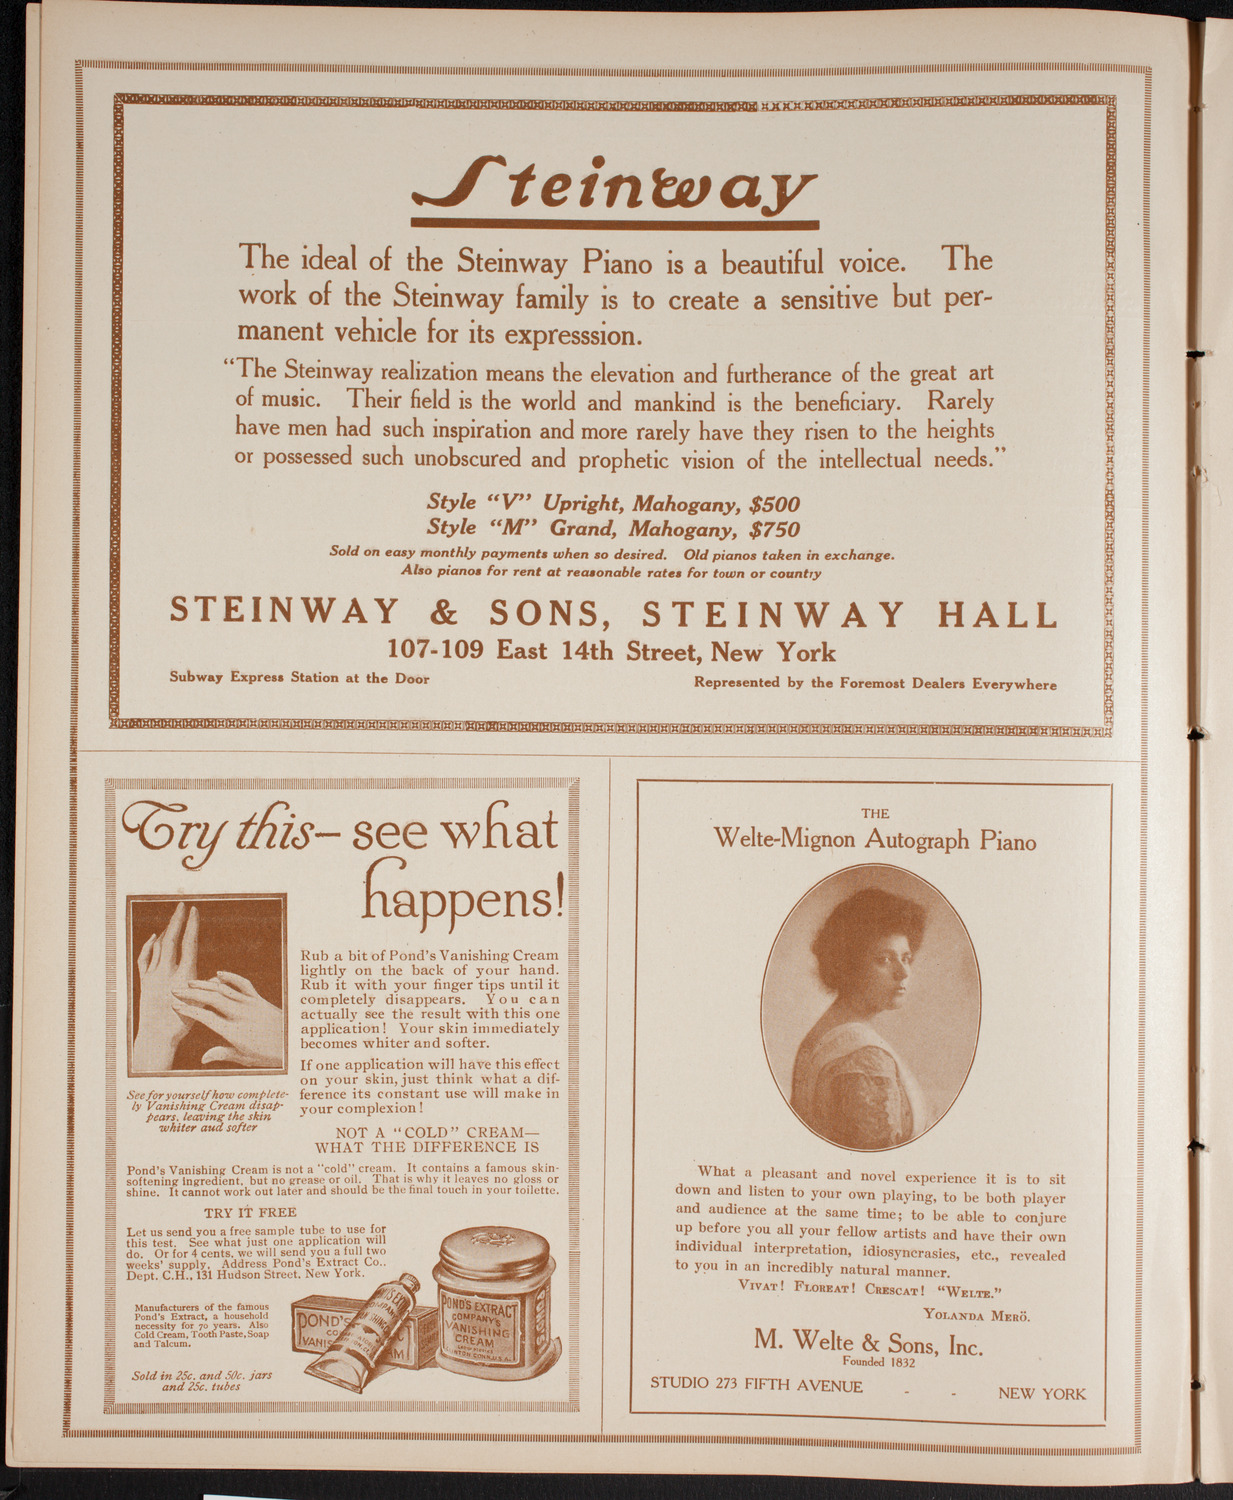 Steinway
The ideal of the Steinway Piano is a beautiful voice. The
work of the Steinway family is to create a sensitive but per-
manent vehicle for its expresssion.
"The Steinway realization means the elevation and furtherance of the great art
of music. Their field is the world and mankind is the beneficiary. Rarely
have men had such inspiration and more rarely have they risen to the heights
or possessed such unobscured and prophetic vision of the intellectual needs."
Style "V" Upright, Mahogany, $500
Style "M" Grand, Mahogany, $750
Sold on easy monthly payments when so desired. Old pianos taken in exchange.
Also pianos for rent at reasonable rates for town or country
STEINWAY & SONS, STEINWAY HALL
107-109 East 14th Street, New York
Subway Express Station at the Door
Represented by the Foremost Dealers Everywhere
Try this— see what
happens!
Rub a bit of Pond's Vanishing Cream
lightly on the back of your hand.
Rub it with your finger tips until it
completely disappears. You can
actually see the result with this one
application! Your skin immediately
becomes whiter and softer.
If one application will have this effect
on your skin, just think what a dif-
ference its constant use will make in
your complexion!
See for yourself how complete-
ly Vanishing Cream disap-
pears, leaving the skin
whiter aud softer
NOT A "COLD" CREAM—
WHAT THE DIFFERENCE IS
Pond's Vanishing Cream is not a "cold" cream. It contains a famous skin-
softening ingredient, but no grease or oil. That is why it leaves no gloss or
shine. It cannot work out later and should be the final touch in your toilette.
TRY IT FREE
Let us send you a free sample tube to use for
this test. See what just one application will
do. Or for 4 cents, we will send you a full two
weeks' supply. Address Pond's Extract Co.,
Dept. C.H., 131 Hudson Street, New York.
Manufacturers of the famous
Pond's Extract, a household
necessity for 70 years. Also
Cold Cream, Tooth Paste, Soap
and Talcum.
Sold in 25c. and 50c. jars
and 25c. tubes
POND'S
CO
VANIS
AM
POND'S EXTRACT
COMPANY'S
VANISHING
CREAM
THE
Welte-Mignon Autograph Piano
What a pleasant and novel experience it is to sit
down and listen to your own playing, to be both player
and audience at the same time; to be able to conjure
up before you all your fellow artists and have their own
individual interpretation, idiosyncrasies, etc., revealed
to you in an incredibly natural manner.
VIVAT! FLOREAT! CRESCAT! "WELTE."
YOLANDA MERÖ.
M. Welte & Sons, Inc.
Founded 1832
STUDIO 273 FIFTH AVENUE - - NEW YORK